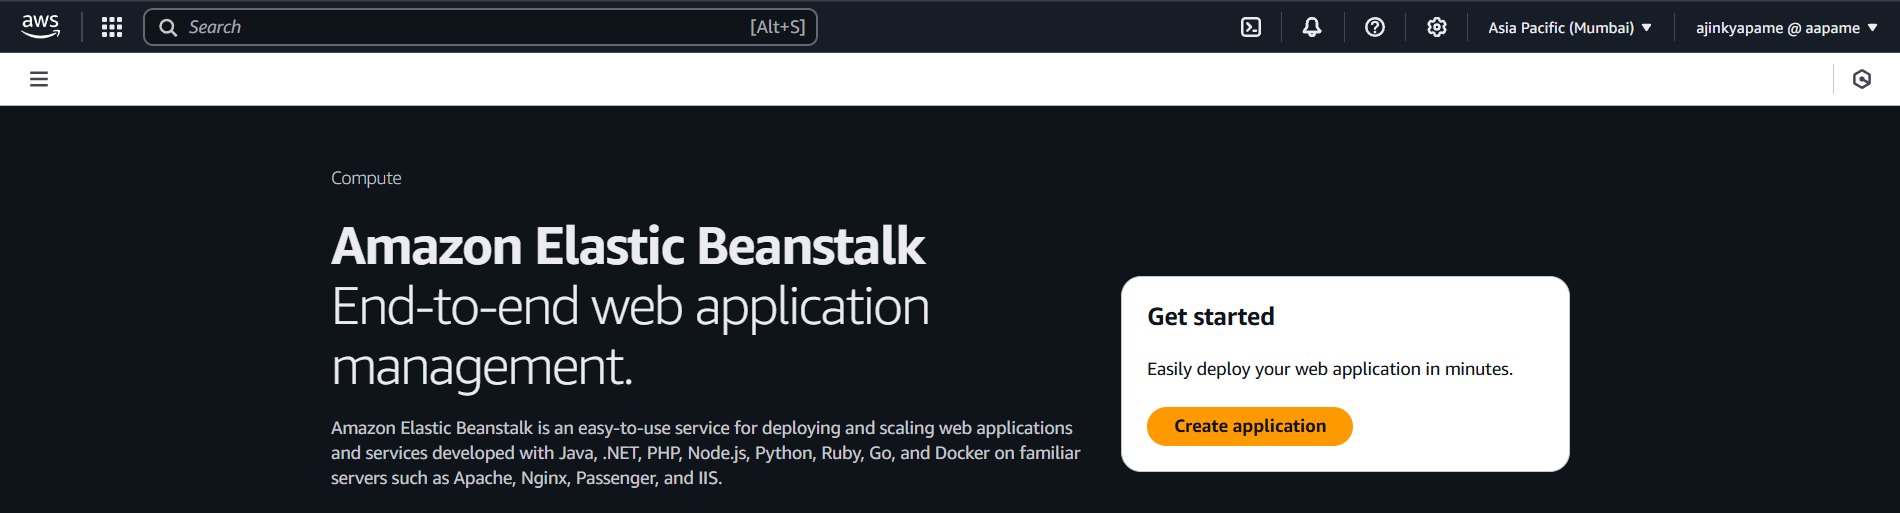 aws
Search
[Alt+S]
Asia Pacific (Mumbai)
ajinkyapame @ aapame
Compute
Amazon Elastic Beanstalk
End-to-end web application
management.
Amazon Elastic Beanstalk is an easy-to-use service for deploying and scaling web applications
and services developed with Java, .NET, PHP, Node.js, Python, Ruby, Go, and Docker on familiar
servers such as Apache, Nginx, Passenger, and IIS.
Get started
Easily deploy your web application in minutes.
Create application